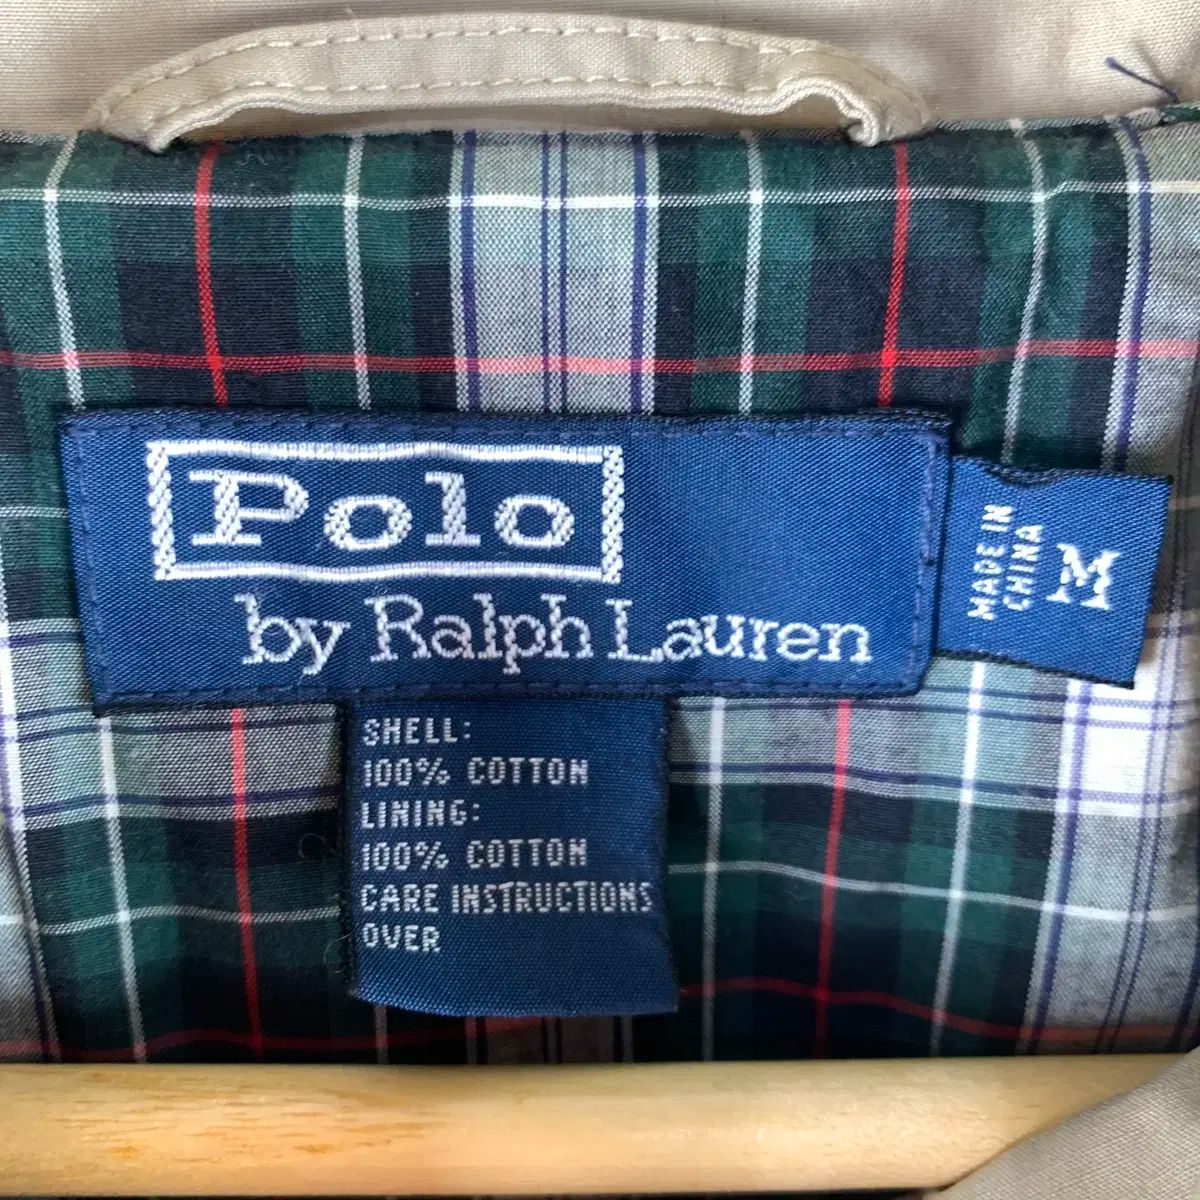 Polo
by Ralph Lauren
MADE IN
CHINA
M
SHELL:
100% COTTON
LINING:
100% COTTON
CARE INSTRUCTIONS
OVER